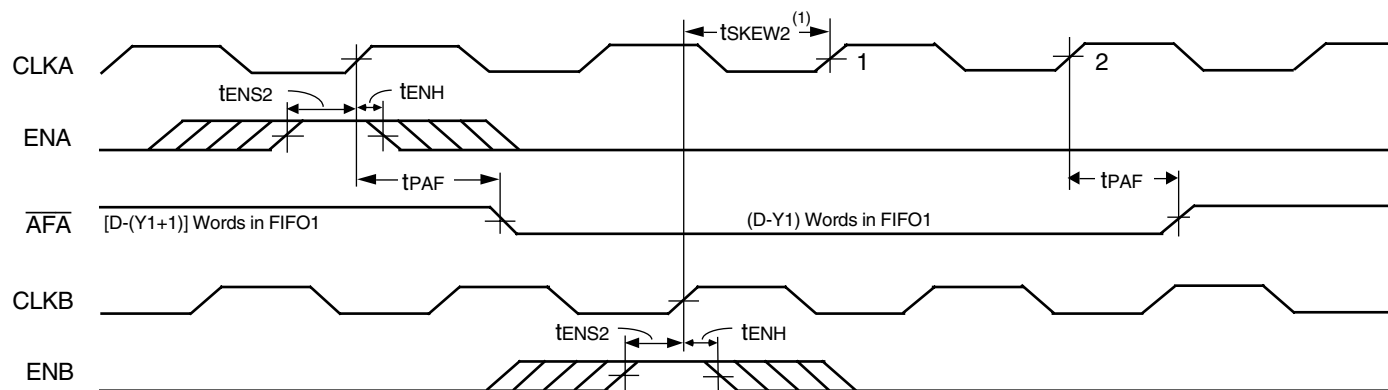 tSKEW2(1)
CLKA
1
2
tENS2
tENH
ENA
tPAF
tPAF
AFA
[D-(Y1+1)] Words in FIFO1
(D-Y1) Words in FIFO1
CLKB
tENS2
tENH
ENB